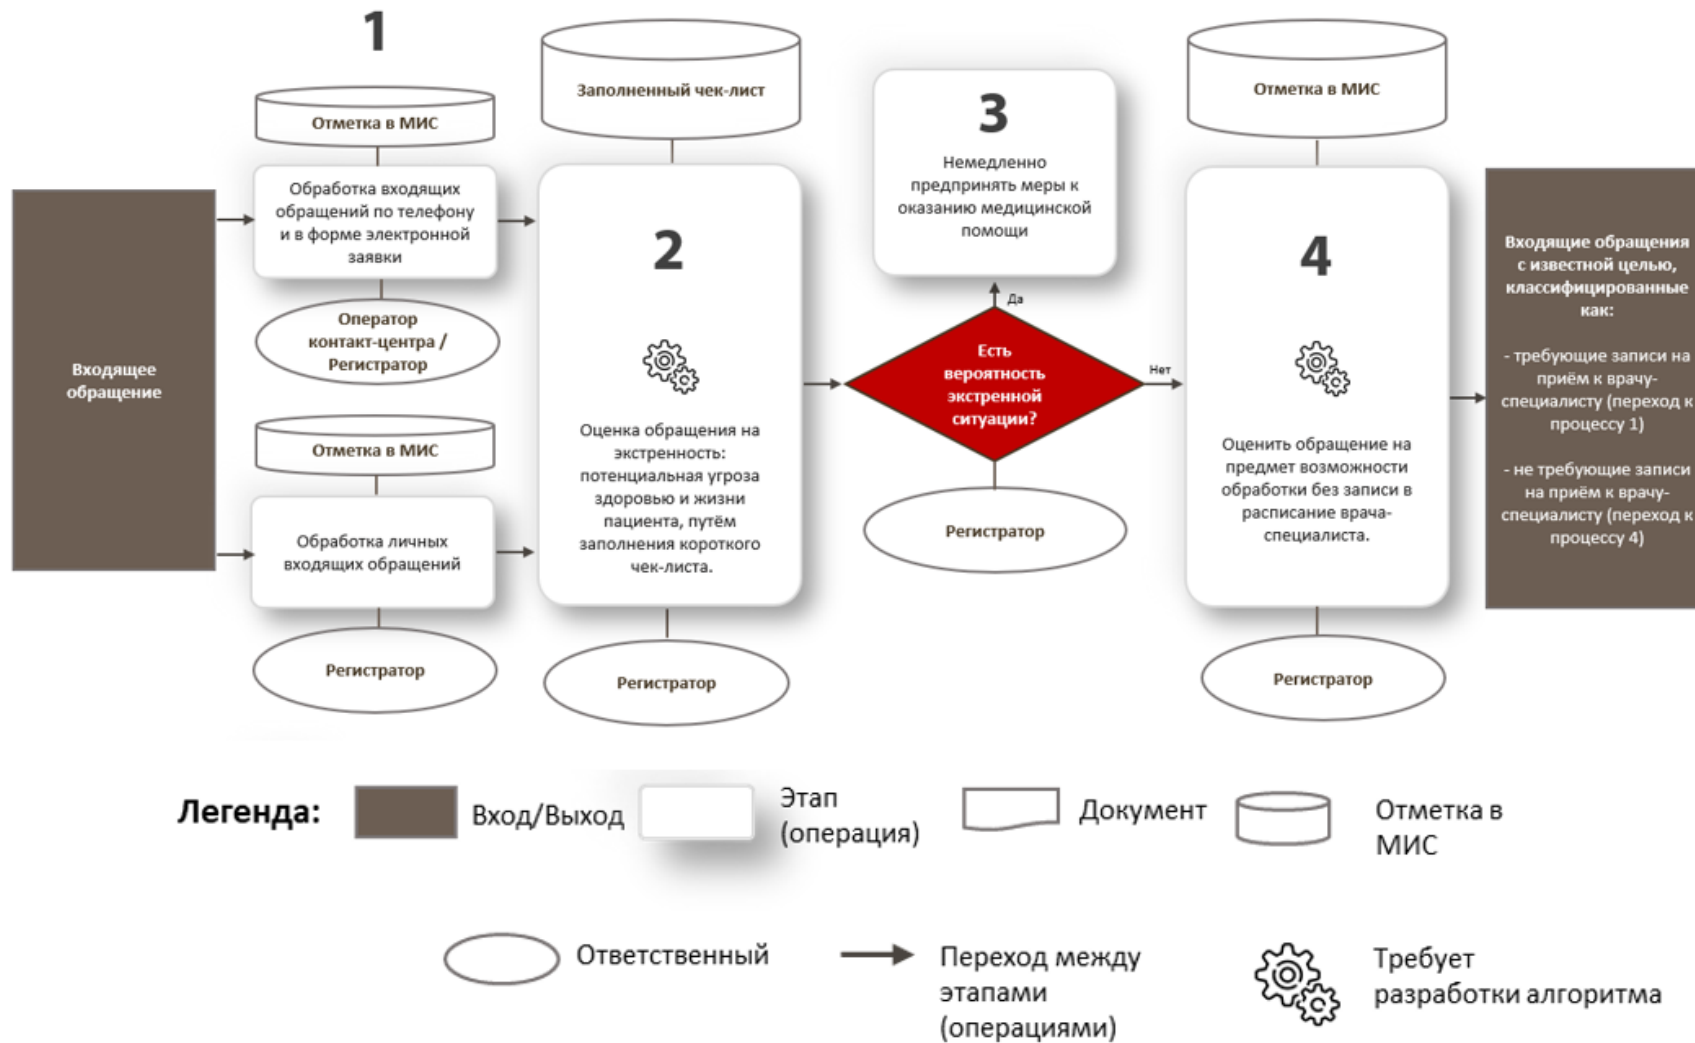 1
Отметка в МИС
Обработка входящих
обращений по телефону
и в форме электронной
заявки
Оператор
контакт-центра /
Регистратор
Входящее
обращение
Отметка в МИС
Обработка личных
входящих обращений
Регистратор
Заполненный чек-лист
2
Оценка обращения на
экстренность:
потенциальная угроза
здоровью и жизни
пациента, путём
заполнения короткого
чек-листа.
Регистратор
3
Немедленно
предпринять меры к
оказанию медицинской
помощи
Да
Есть
вероятность
экстренной
ситуации?
Нет
Регистратор
Отметка в МИС
4
Оценить обращение на
предмет возможности
обработки без записи в
расписание врача-
специалиста.
Регистратор
Входящие обращения
с известной целью,
классифицированные
как:
- требующие записи на
приём к врачу-
специалисту (переход к
процессу 1)
- не требующие записи
на приём к врачу-
специалисту (переход к
процессу 4)
Легенда:
Вход/Выход
Этап
(операция)
Документ
Отметка в
МИС
Ответственный
Переход между
этапами
(операциями)
Требует
разработки алгоритма